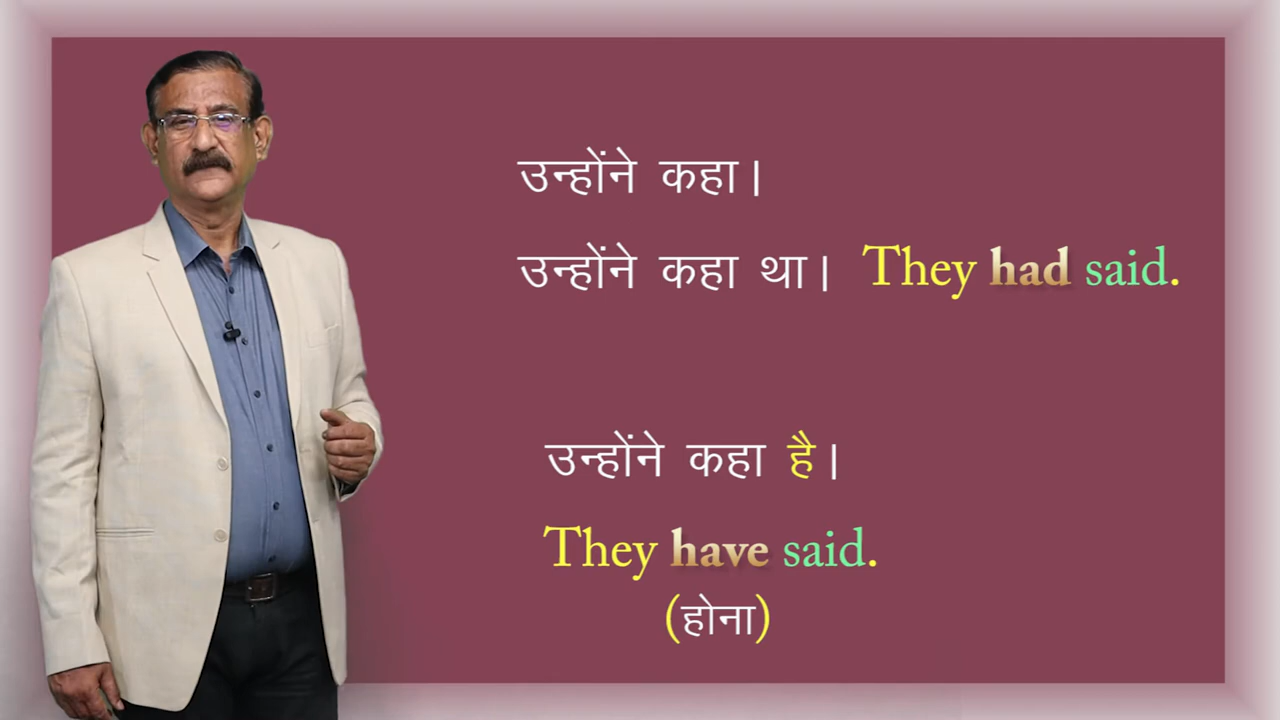 उन्होंने कहा।
उन्होंने कहा था। They had said.
उन्होंने कहा है।
They have said.
(होना)